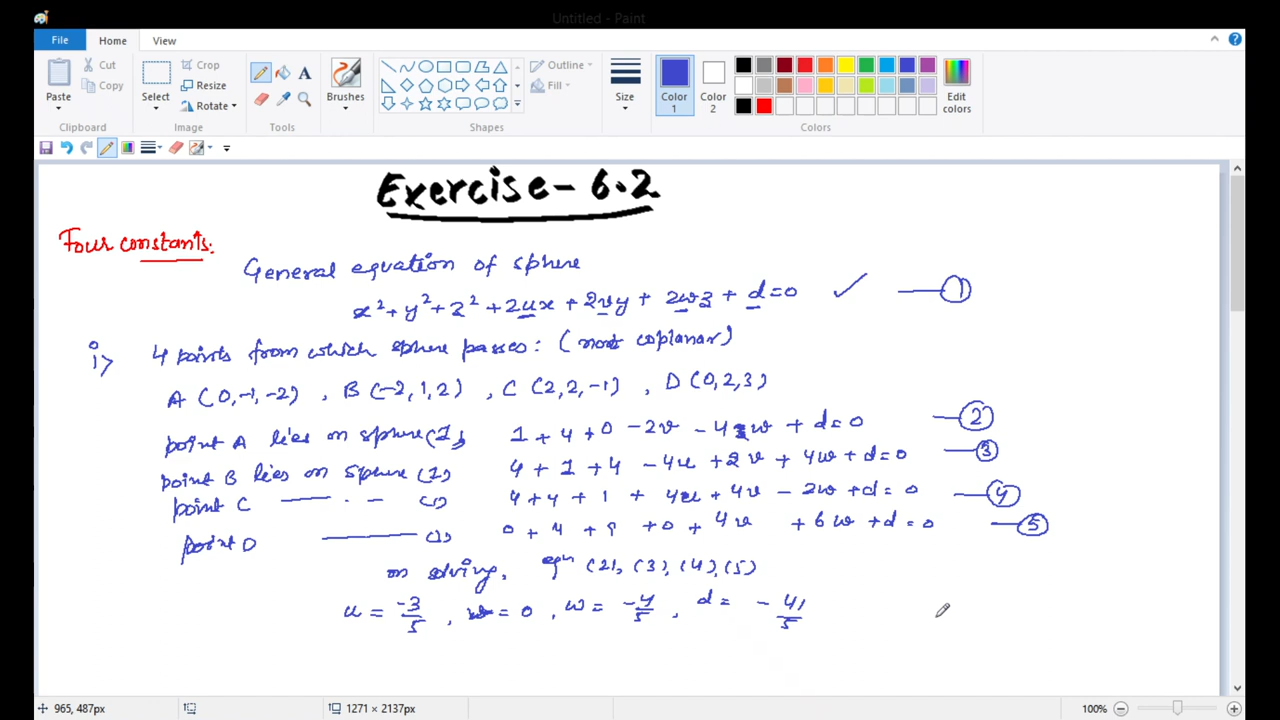 Untitled - Paint
File Home View
Cut
Copy
Paste
Clipboard
Select
Crop
Resize
Rotate
Image
Tools
Brushes
Shapes
Outline
Fill
Size
Color 1
Color 2
Edit colors
Colors
Exercise- 6.2
Four constants:
General equation of sphere
x²+y²+z²+2ux+2vy+2wz+d=0 ✓ —①
i) 4 points from which sphere passes: (not coplanar)
A (0,-1,-2), B (-2,1,2), C (2,2,-1), D (0,2,3)
point A lies on sphere (1), 1+4+0-2v-4w+d=0 —②
point B lies on sphere (1) 4+1+4-4u+2v+4w+d=0 —③
point C —— . – (1) 4+4+1+4u+4v-2w+d=0 —④
point D ——— (1) 0+4+9+0+4v+6w+d=0 —⑤
on solving, eqn (2), (3), (4), (5)
u = -3/5, v = 0, w = -4/5, d = -41/5
965, 487px
1271 × 2137px
100%